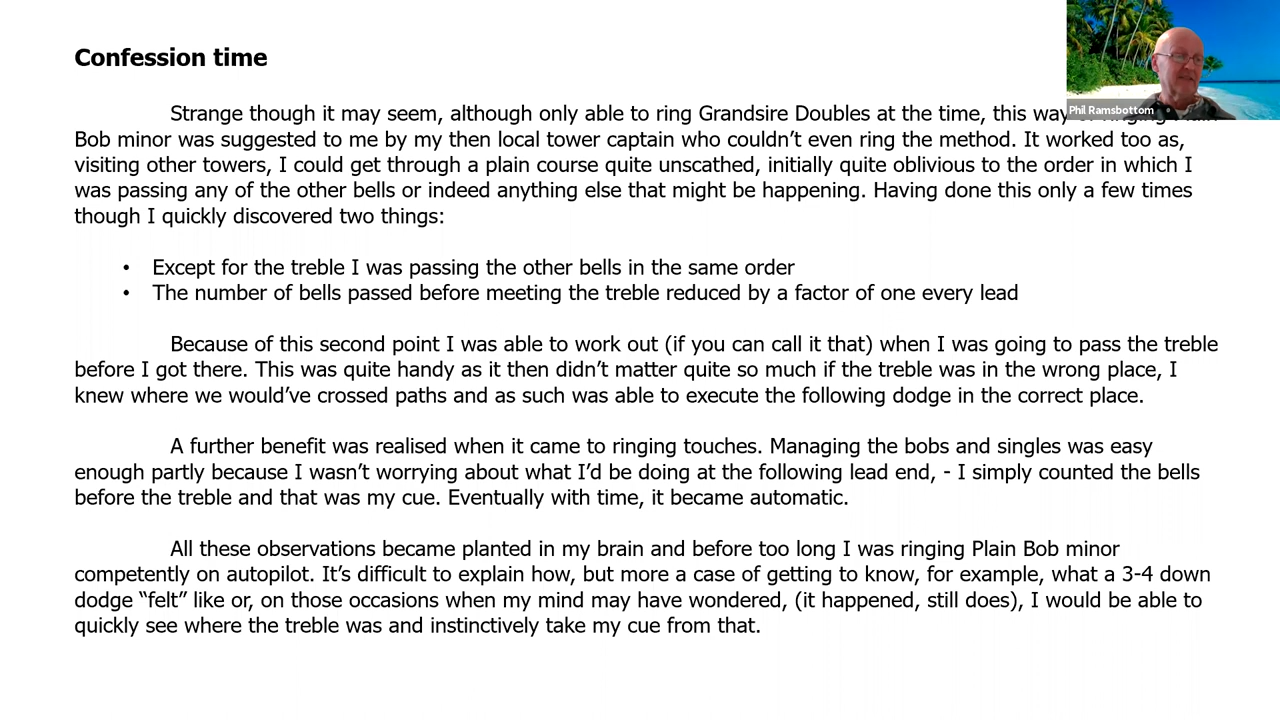 Confession time
Phil Ramsbottom
Strange though it may seem, although only able to ring Grandsire Doubles at the time, this way
Bob minor was suggested to me by my then local tower captain who couldn’t even ring the method. It worked too as,
visiting other towers, I could get through a plain course quite unscathed, initially quite oblivious to the order in which I
was passing any of the other bells or indeed anything else that might be happening. Having done this only a few times
though I quickly discovered two things:
• Except for the treble I was passing the other bells in the same order
• The number of bells passed before meeting the treble reduced by a factor of one every lead
Because of this second point I was able to work out (if you can call it that) when I was going to pass the treble
before I got there. This was quite handy as it then didn’t matter quite so much if the treble was in the wrong place, I
knew where we would’ve crossed paths and as such was able to execute the following dodge in the correct place.
A further benefit was realised when it came to ringing touches. Managing the bobs and singles was easy
enough partly because I wasn’t worrying about what I’d be doing at the following lead end, - I simply counted the bells
before the treble and that was my cue. Eventually with time, it became automatic.
All these observations became planted in my brain and before too long I was ringing Plain Bob minor
competently on autopilot. It’s difficult to explain how, but more a case of getting to know, for example, what a 3-4 down
dodge “felt” like or, on those occasions when my mind may have wondered, (it happened, still does), I would be able to
quickly see where the treble was and instinctively take my cue from that.